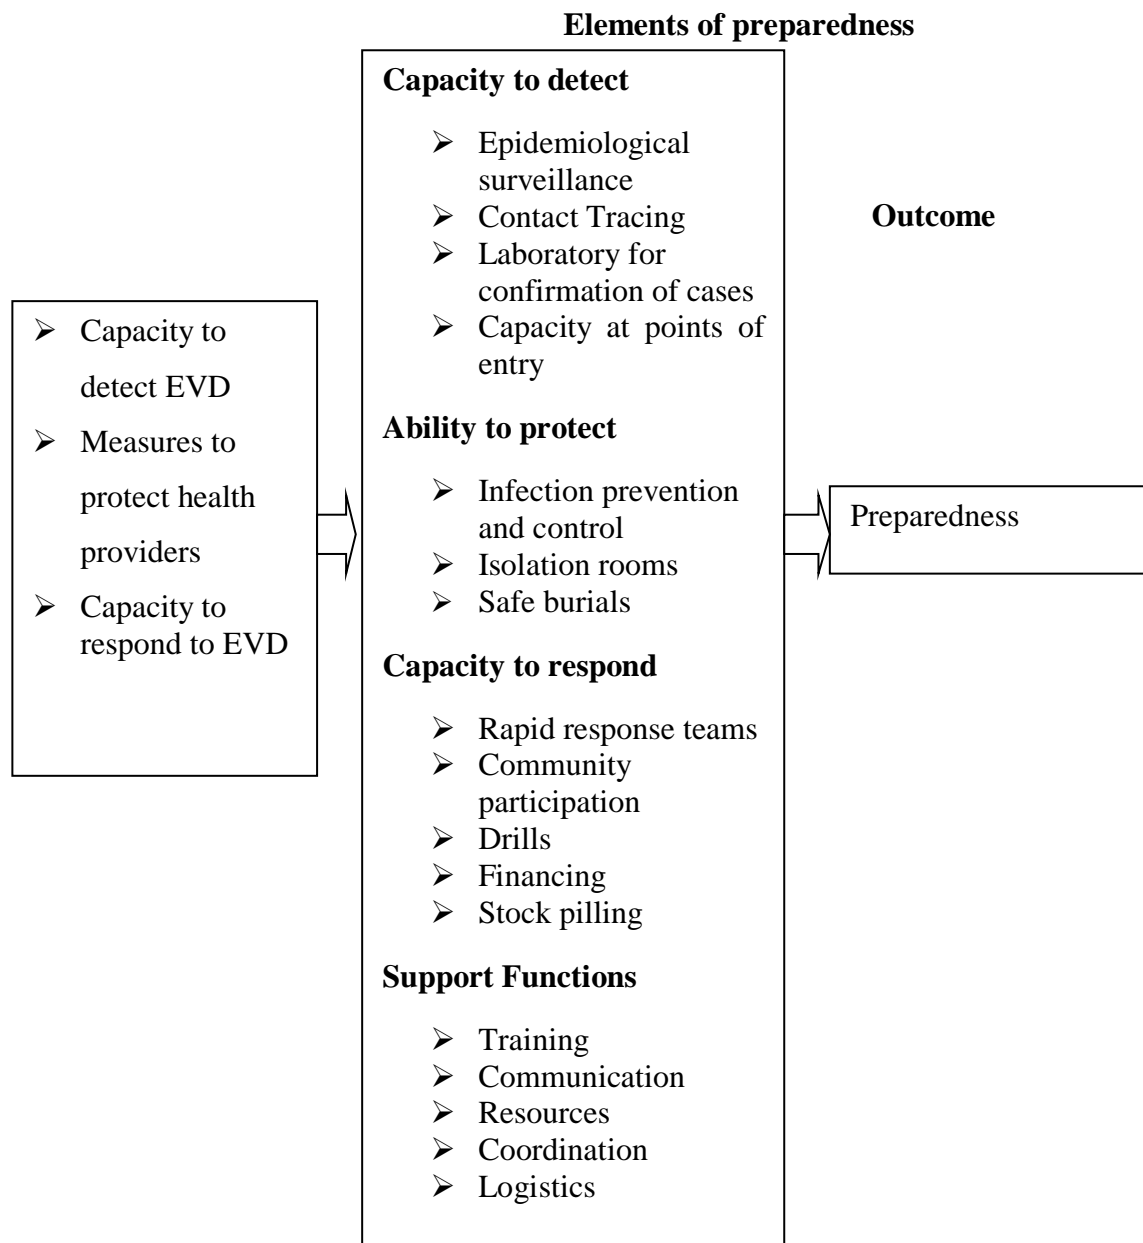 Elements of preparedness
➢ Capacity to
detect EVD
➢ Measures to
protect health
providers
➢ Capacity to
respond to EVD
Capacity to detect
➢ Epidemiological
surveillance
➢ Contact Tracing
➢ Laboratory for
confirmation of cases
➢ Capacity at points of
entry
Ability to protect
➢ Infection prevention
and control
➢ Isolation rooms
➢ Safe burials
Capacity to respond
➢ Rapid response teams
➢ Community
participation
➢ Drills
➢ Financing
➢ Stock pilling
Support Functions
➢ Training
➢ Communication
➢ Resources
➢ Coordination
➢ Logistics
Outcome
Preparedness